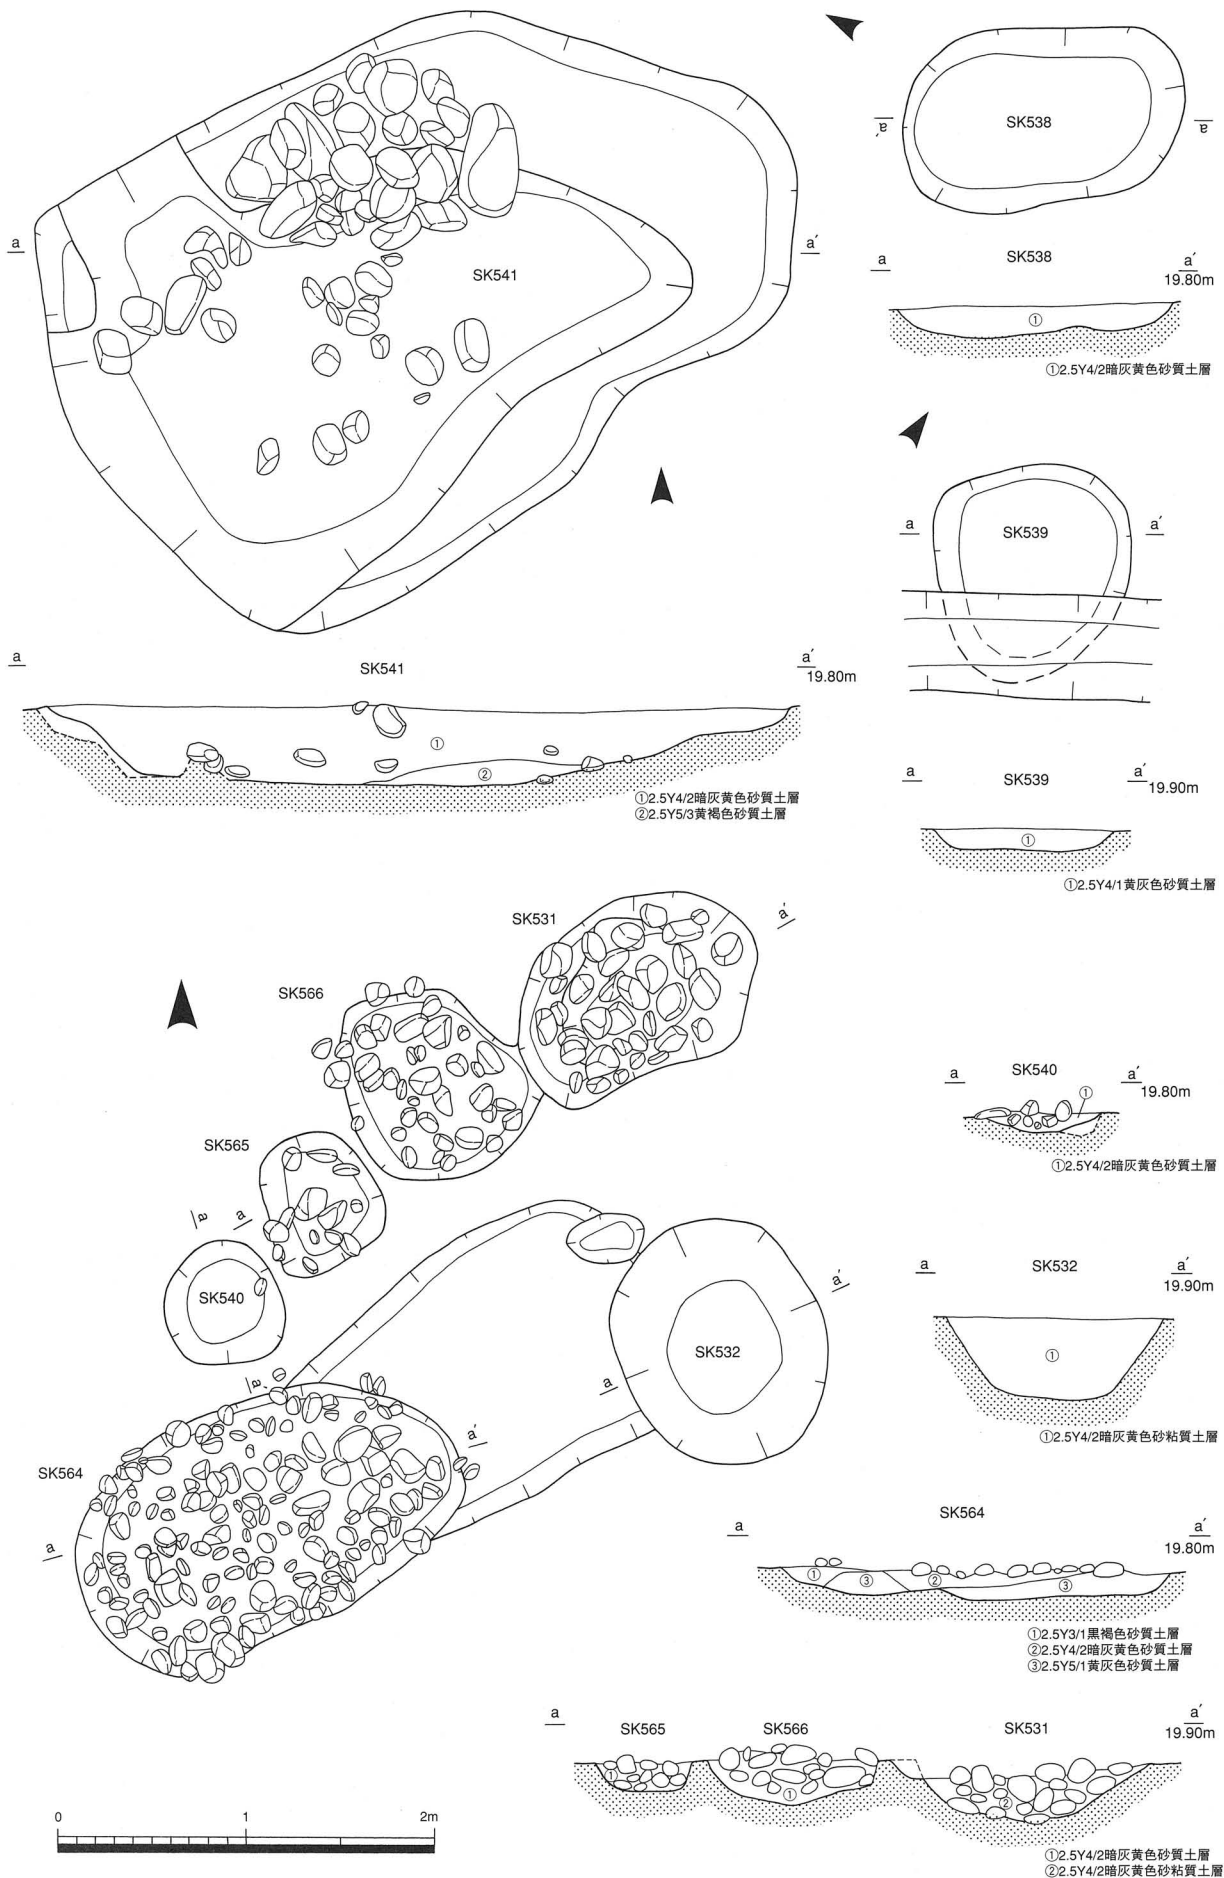 SK538
a'
a
a
SK538
a'
19.80m
①
①2.5Y4/2暗灰黄色砂質土層
a
a'
SK541
a
SK541
a'
19.80m
①
②
①2.5Y4/2暗灰黄色砂質土層
②2.5Y5/3黄褐色砂質土層
a
a'
SK539
a
SK539
a'
19.90m
①
①2.5Y4/1黄灰色砂質土層
SK531
a'
SK566
SK565
a
a
SK540
a'
SK532
a
a'
SK564
a
a'
a
SK540
a'
19.80m
①
①2.5Y4/2暗灰黄色砂質土層
a
SK532
a'
19.90m
①
①2.5Y4/2暗灰黄色砂粘質土層
a
SK564
a'
19.80m
① ③ ② ③
①2.5Y3/1黒褐色砂質土層
②2.5Y4/2暗灰黄色砂質土層
③2.5Y5/1黄灰色砂質土層
a
SK565
SK566
SK531
a'
19.90m
① ① ②
①2.5Y4/2暗灰黄色砂質土層
②2.5Y4/2暗灰黄色砂粘質土層
0 1 2m